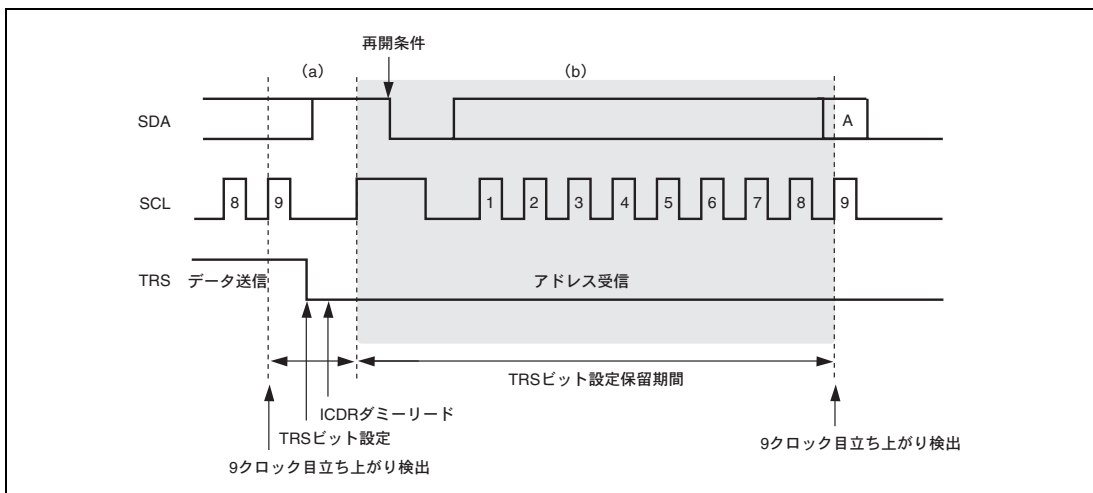 再開条件
(a)
(b)
SDA
A
SCL
8
9
1
2
3
4
5
6
7
8
9
TRS
データ送信
アドレス受信
TRSビット設定保留期間
ICDRダミーリード
TRSビット設定
9クロック目立ち上がり検出
9クロック目立ち上がり検出